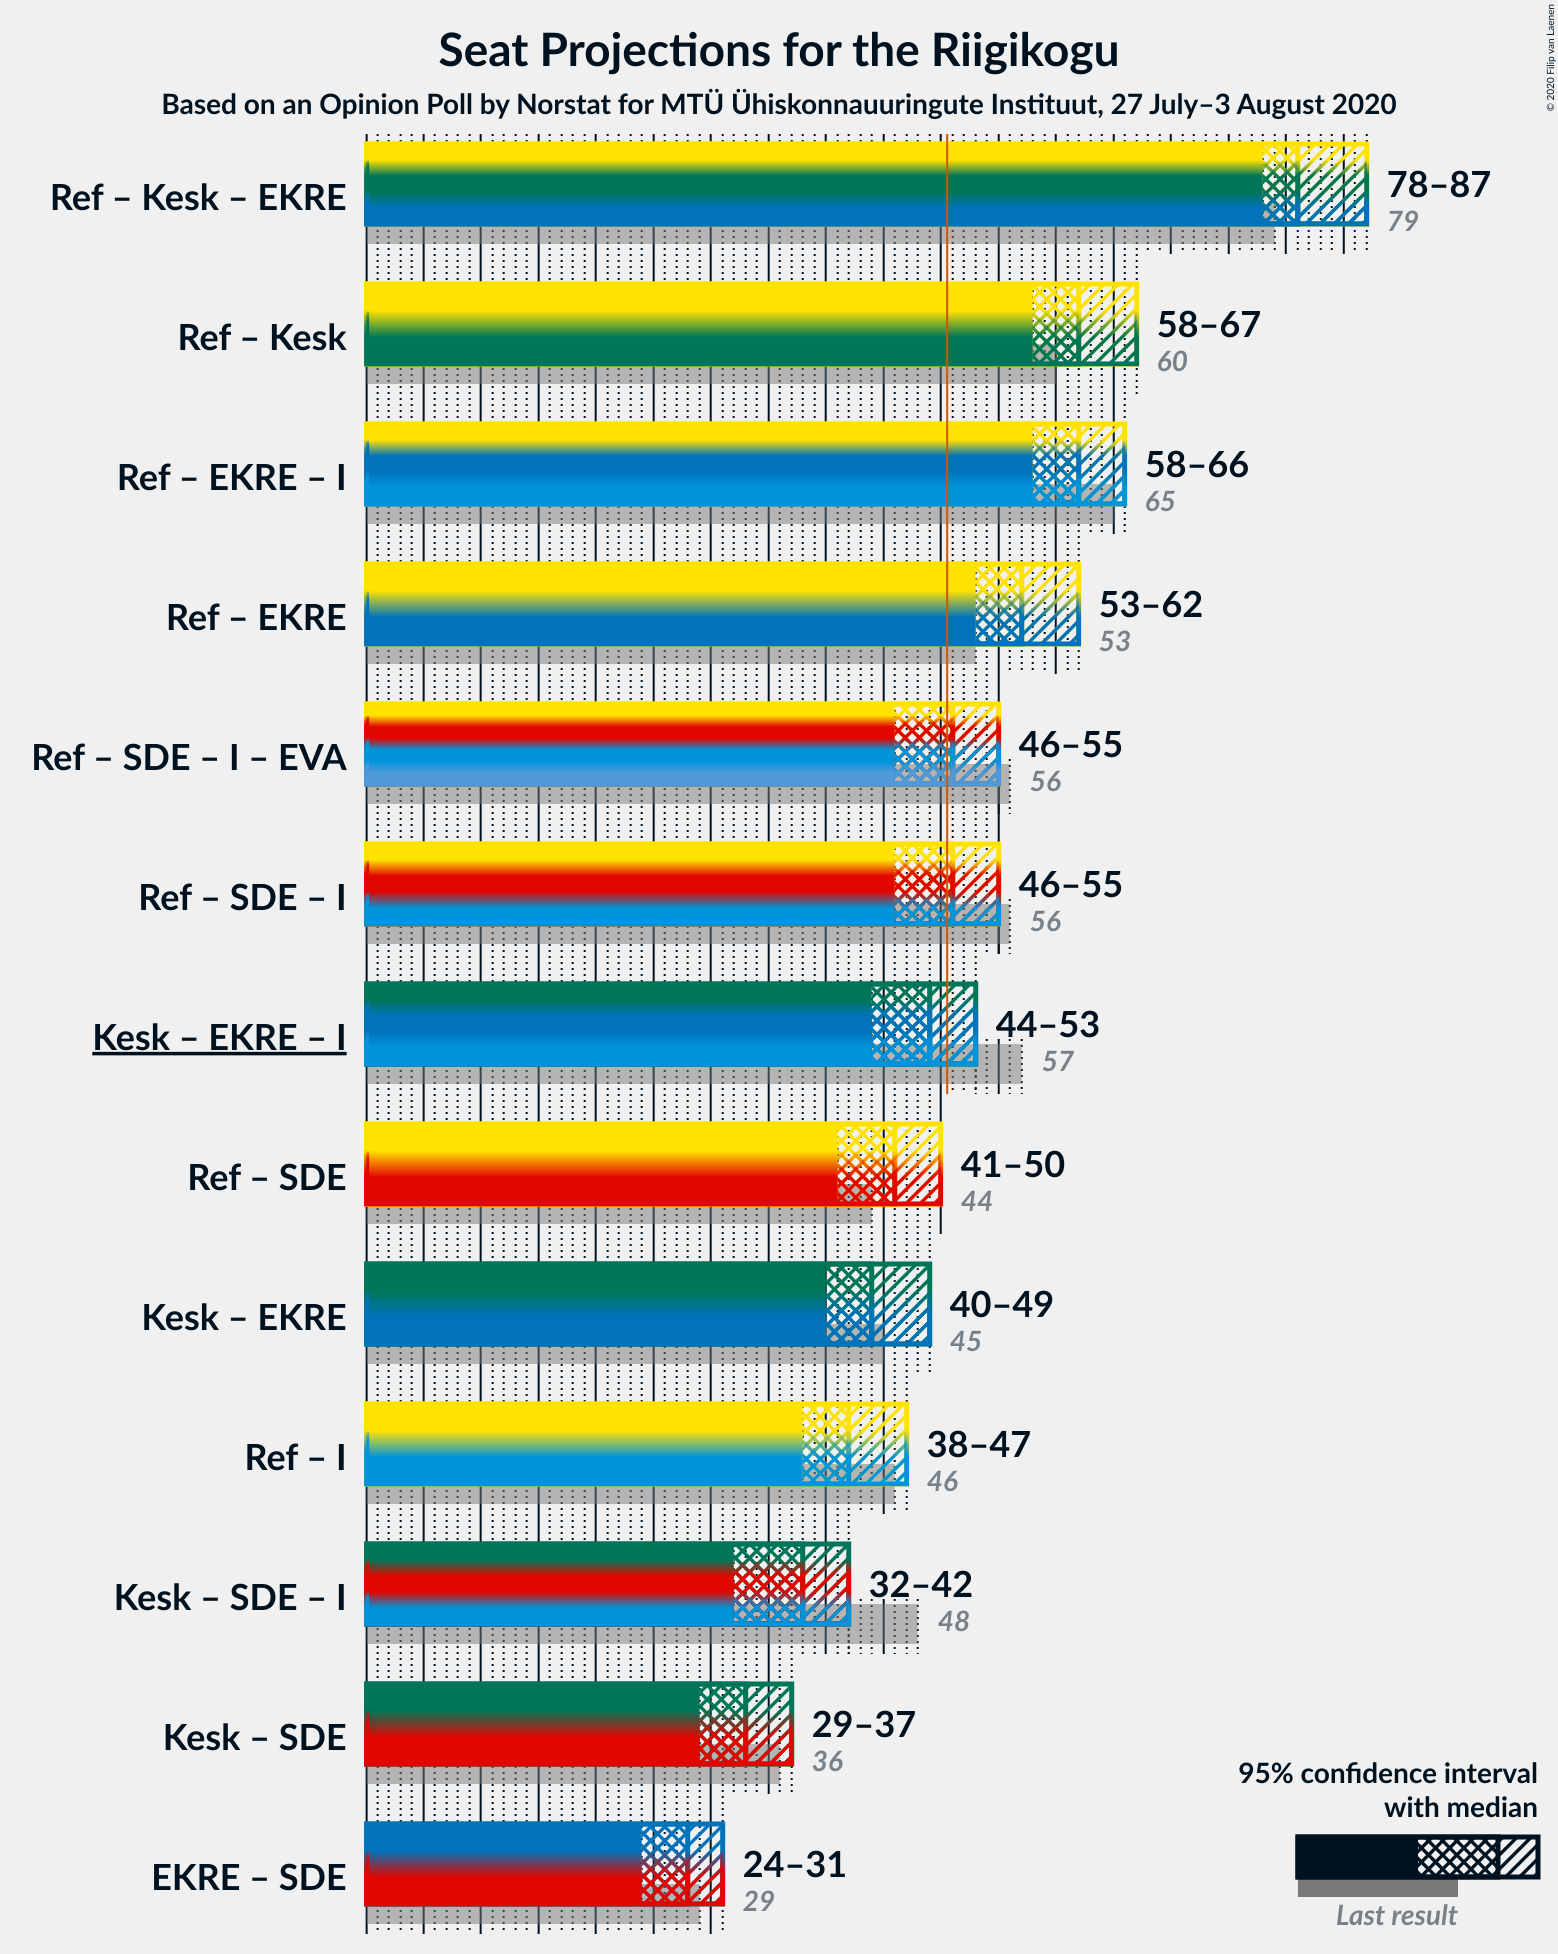 Seat Projections for the Riigikogu
Based on an Opinion Poll by Norstat for MTÜ Ühiskonnauuringute Instituut, 27 July–3 August 2020
© 2020 Filip van Laenen
Ref – Kesk – EKRE
78–87
79
Ref – Kesk
58–67
60
Ref – EKRE – I
58–66
65
Ref – EKRE
53–62
53
Ref – SDE – I – EVA
46–55
56
Ref – SDE – I
46–55
56
Kesk – EKRE – I
44–53
57
Ref – SDE
41–50
44
Kesk – EKRE
40–49
45
Ref – I
38–47
46
Kesk – SDE – I
32–42
48
Kesk – SDE
29–37
36
EKRE – SDE
24–31
29
95% confidence interval
with median
Last result